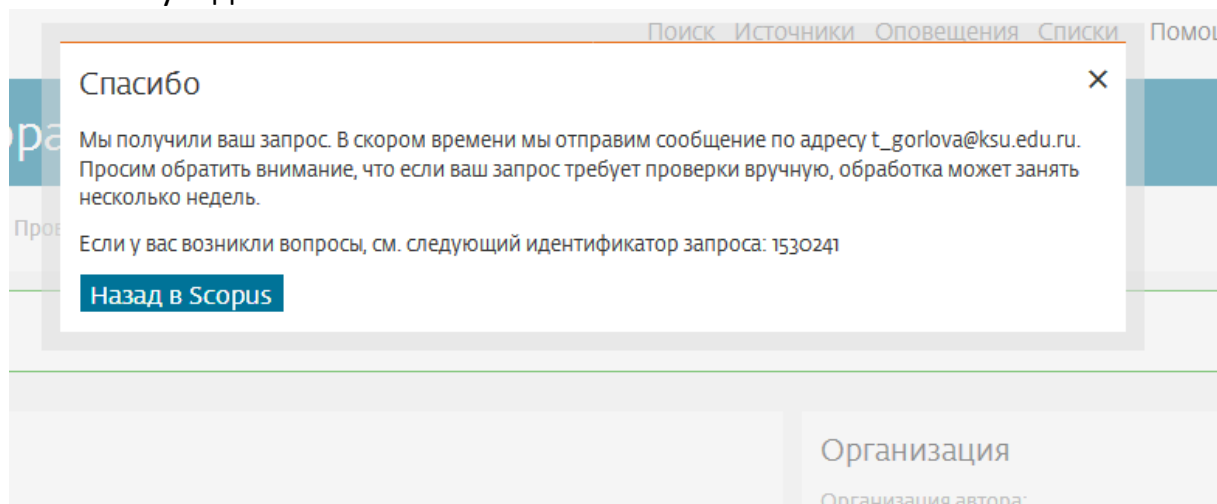 Поиск Источники Оповещения Списки
Спасибо
Мы получили ваш запрос. В скором времени мы отправим сообщение по адресу t_gorlova@ksu.edu.ru.
Просим обратить внимание, что если ваш запрос требует проверки вручную, обработка может занять
несколько недель.
Если у вас возникли вопросы, см. следующий идентификатор запроса: 1530241
Назад в Scopus
Организация
Организация автора: